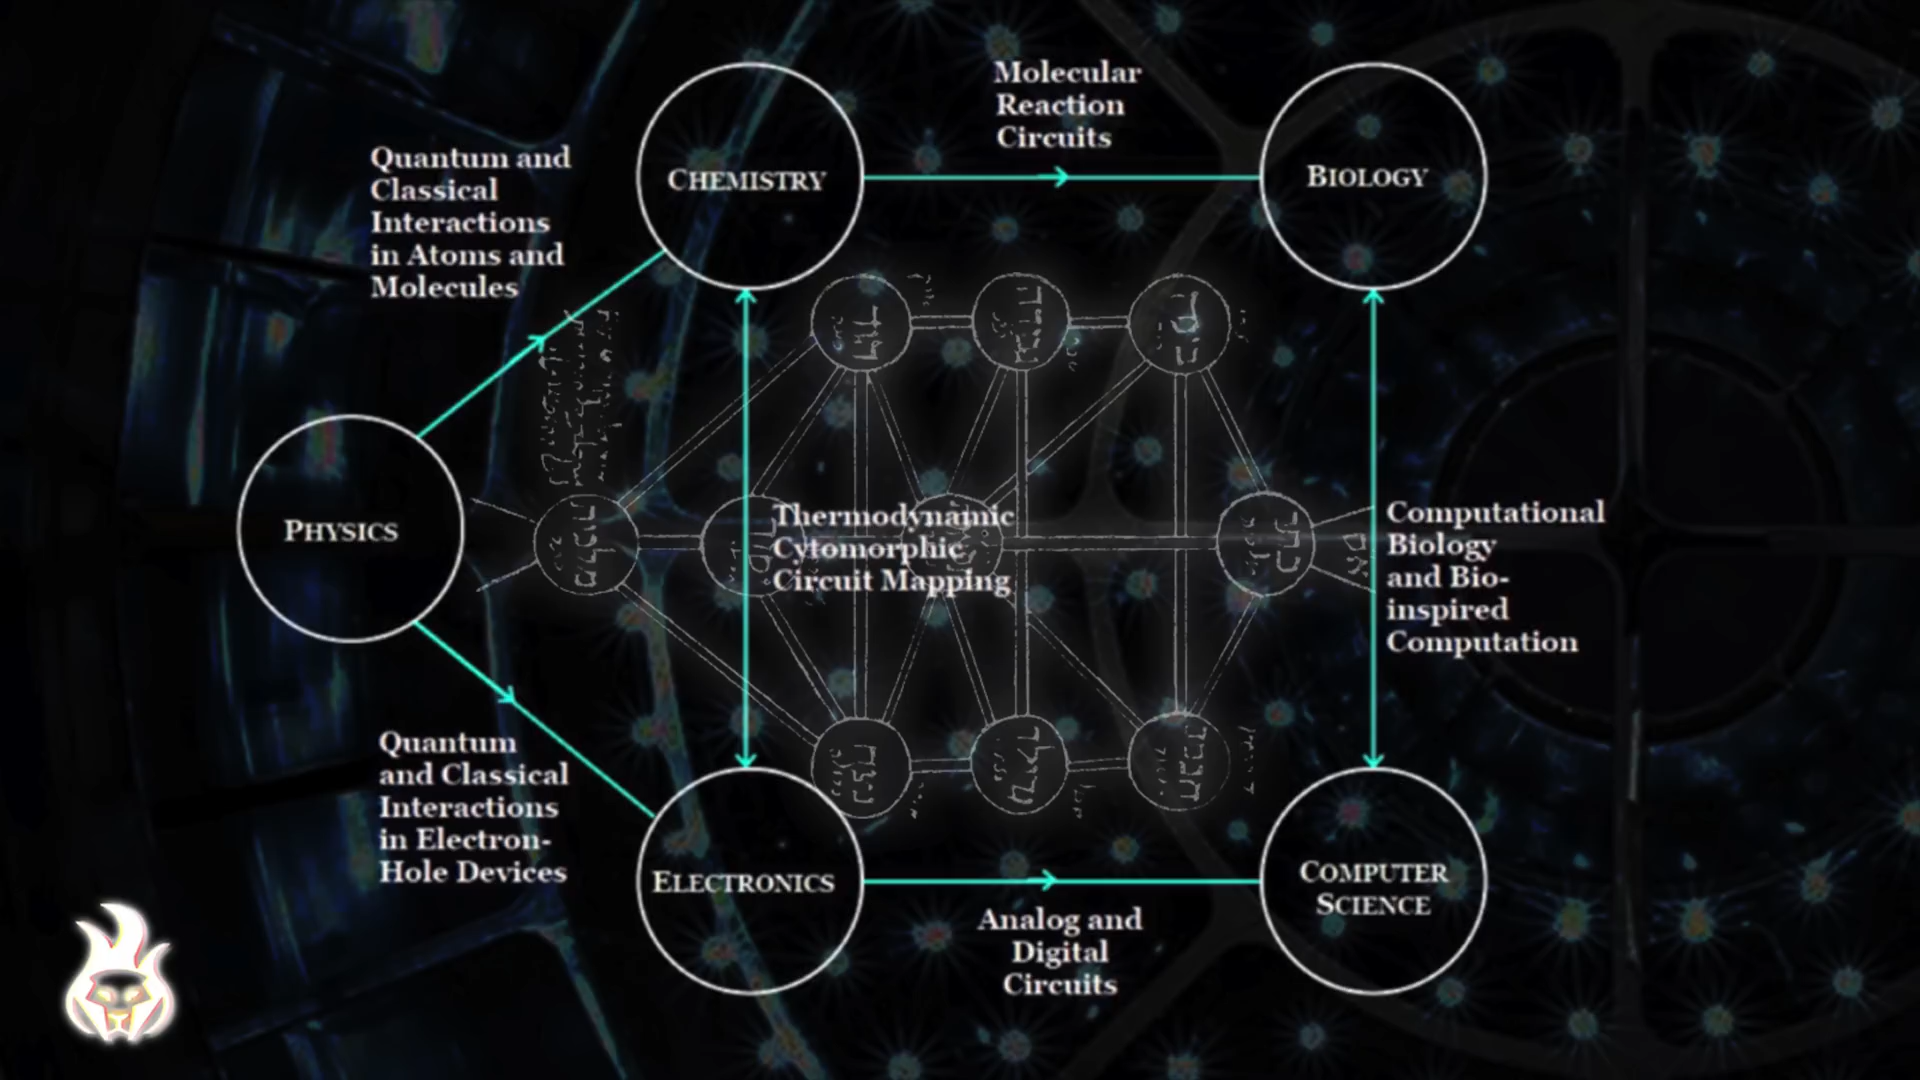 Molecular
Reaction
Circuits
Quantum and
Classical
Interactions
in Atoms and
Molecules
CHEMISTRY
BIOLOGY
PHYSICS
Thermodynamic
Cytomorphic
Circuit Mapping
Computational
Biology
and Bio-
inspired
Computation
Quantum
and Classical
Interactions
in Electron-
Hole Devices
ELECTRONICS
COMPUTER
SCIENCE
Analog and
Digital
Circuits